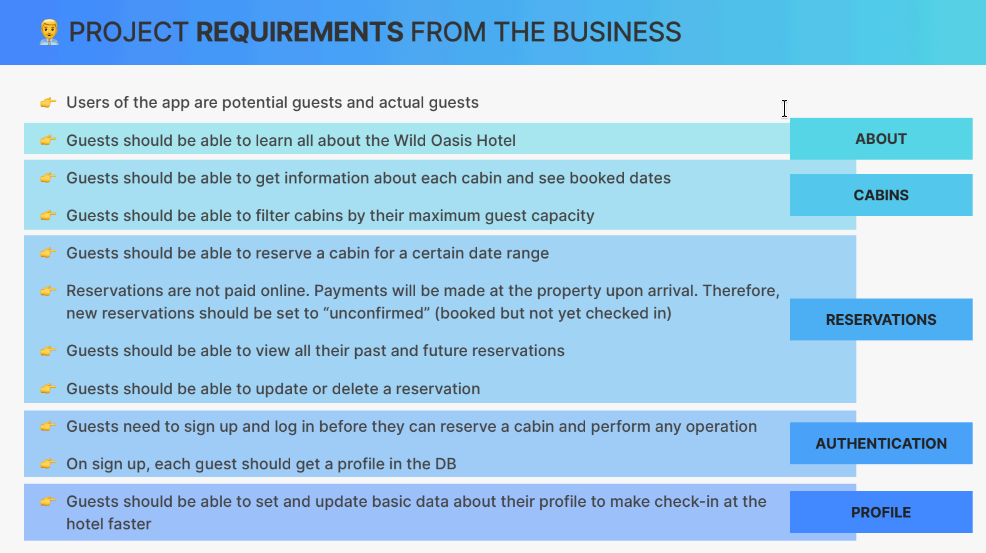 PROJECT REQUIREMENTS FROM THE BUSINESS
Users of the app are potential guests and actual guests
Guests should be able to learn all about the Wild Oasis Hotel
ABOUT
Guests should be able to get information about each cabin and see booked dates
CABINS
Guests should be able to filter cabins by their maximum guest capacity
Guests should be able to reserve a cabin for a certain date range
Reservations are not paid online. Payments will be made at the property upon arrival. Therefore,
new reservations should be set to “unconfirmed” (booked but not yet checked in)
RESERVATIONS
Guests should be able to view all their past and future reservations
Guests should be able to update or delete a reservation
Guests need to sign up and log in before they can reserve a cabin and perform any operation
AUTHENTICATION
On sign up, each guest should get a profile in the DB
Guests should be able to set and update basic data about their profile to make check-in at the
hotel faster
PROFILE